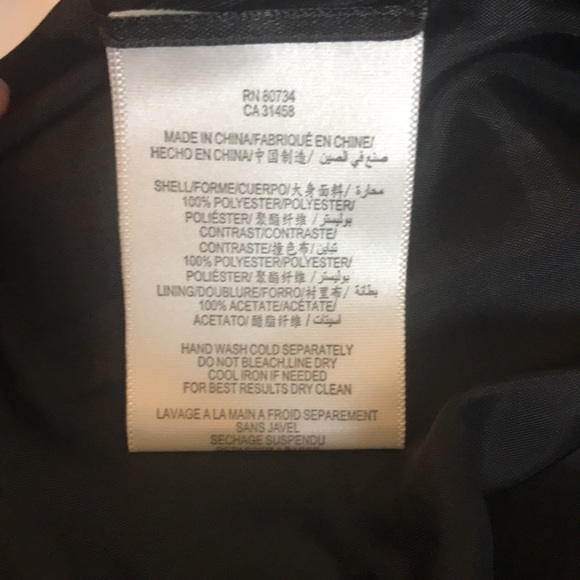 RN 80734
CA 31458
MADE IN CHINA/FABRIQUÉ EN CHINE/
HECHO EN CHINA/中国制造/ صنع في الصين
SHELL/FORME/CUERPO/大身面料/ محارة
100% POLYESTER/POLYESTER/
POLIÉSTER/ 聚酯纤维 /بوليستر
CONTRAST/CONTRASTE/
CONTRASTE/撞色布/ تباين
100% POLYESTER/POLYESTER/
POLIÉSTER/ 聚酯纤维 /بوليستر
LINING/DOUBLURE/FORRO/衬里布/ بطانة
100% ACETATE/ACÉTATE/
ACETATO/ 醋脂纤维 / اسيتات
HAND WASH COLD SEPARATELY
DO NOT BLEACH.LINE DRY
COOL IRON IF NEEDED
FOR BEST RESULTS DRY CLEAN
LAVAGE A LA MAIN A FROID SEPAREMENT
SANS JAVEL
SECHAGE SUSPENDU